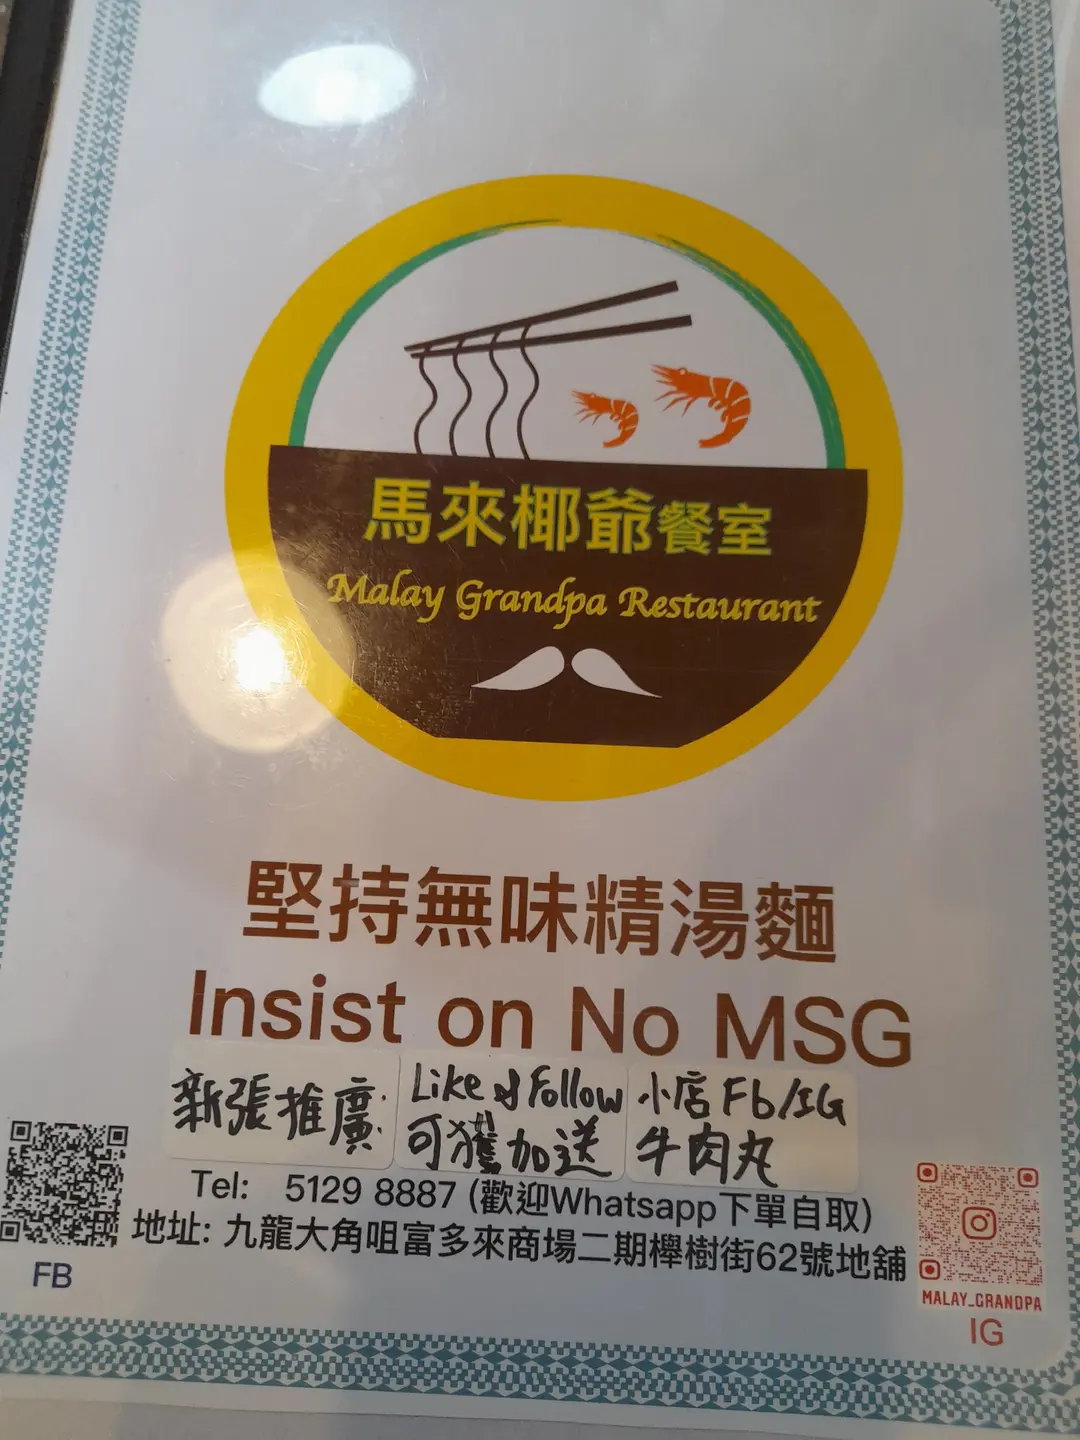 馬來椰爺餐室
Malay Grandpa Restaurant
堅持無味精湯麵
Insist on No MSG
新張推廣: Like & Follow 小店 Fb/IG
可獲加送 牛肉丸
Tel: 5129 8887 (歡迎Whatsapp下單自取)
地址: 九龍大角咀富多來商場二期櫸樹街62號地舖
FB
MALAY_GRANDPA
IG